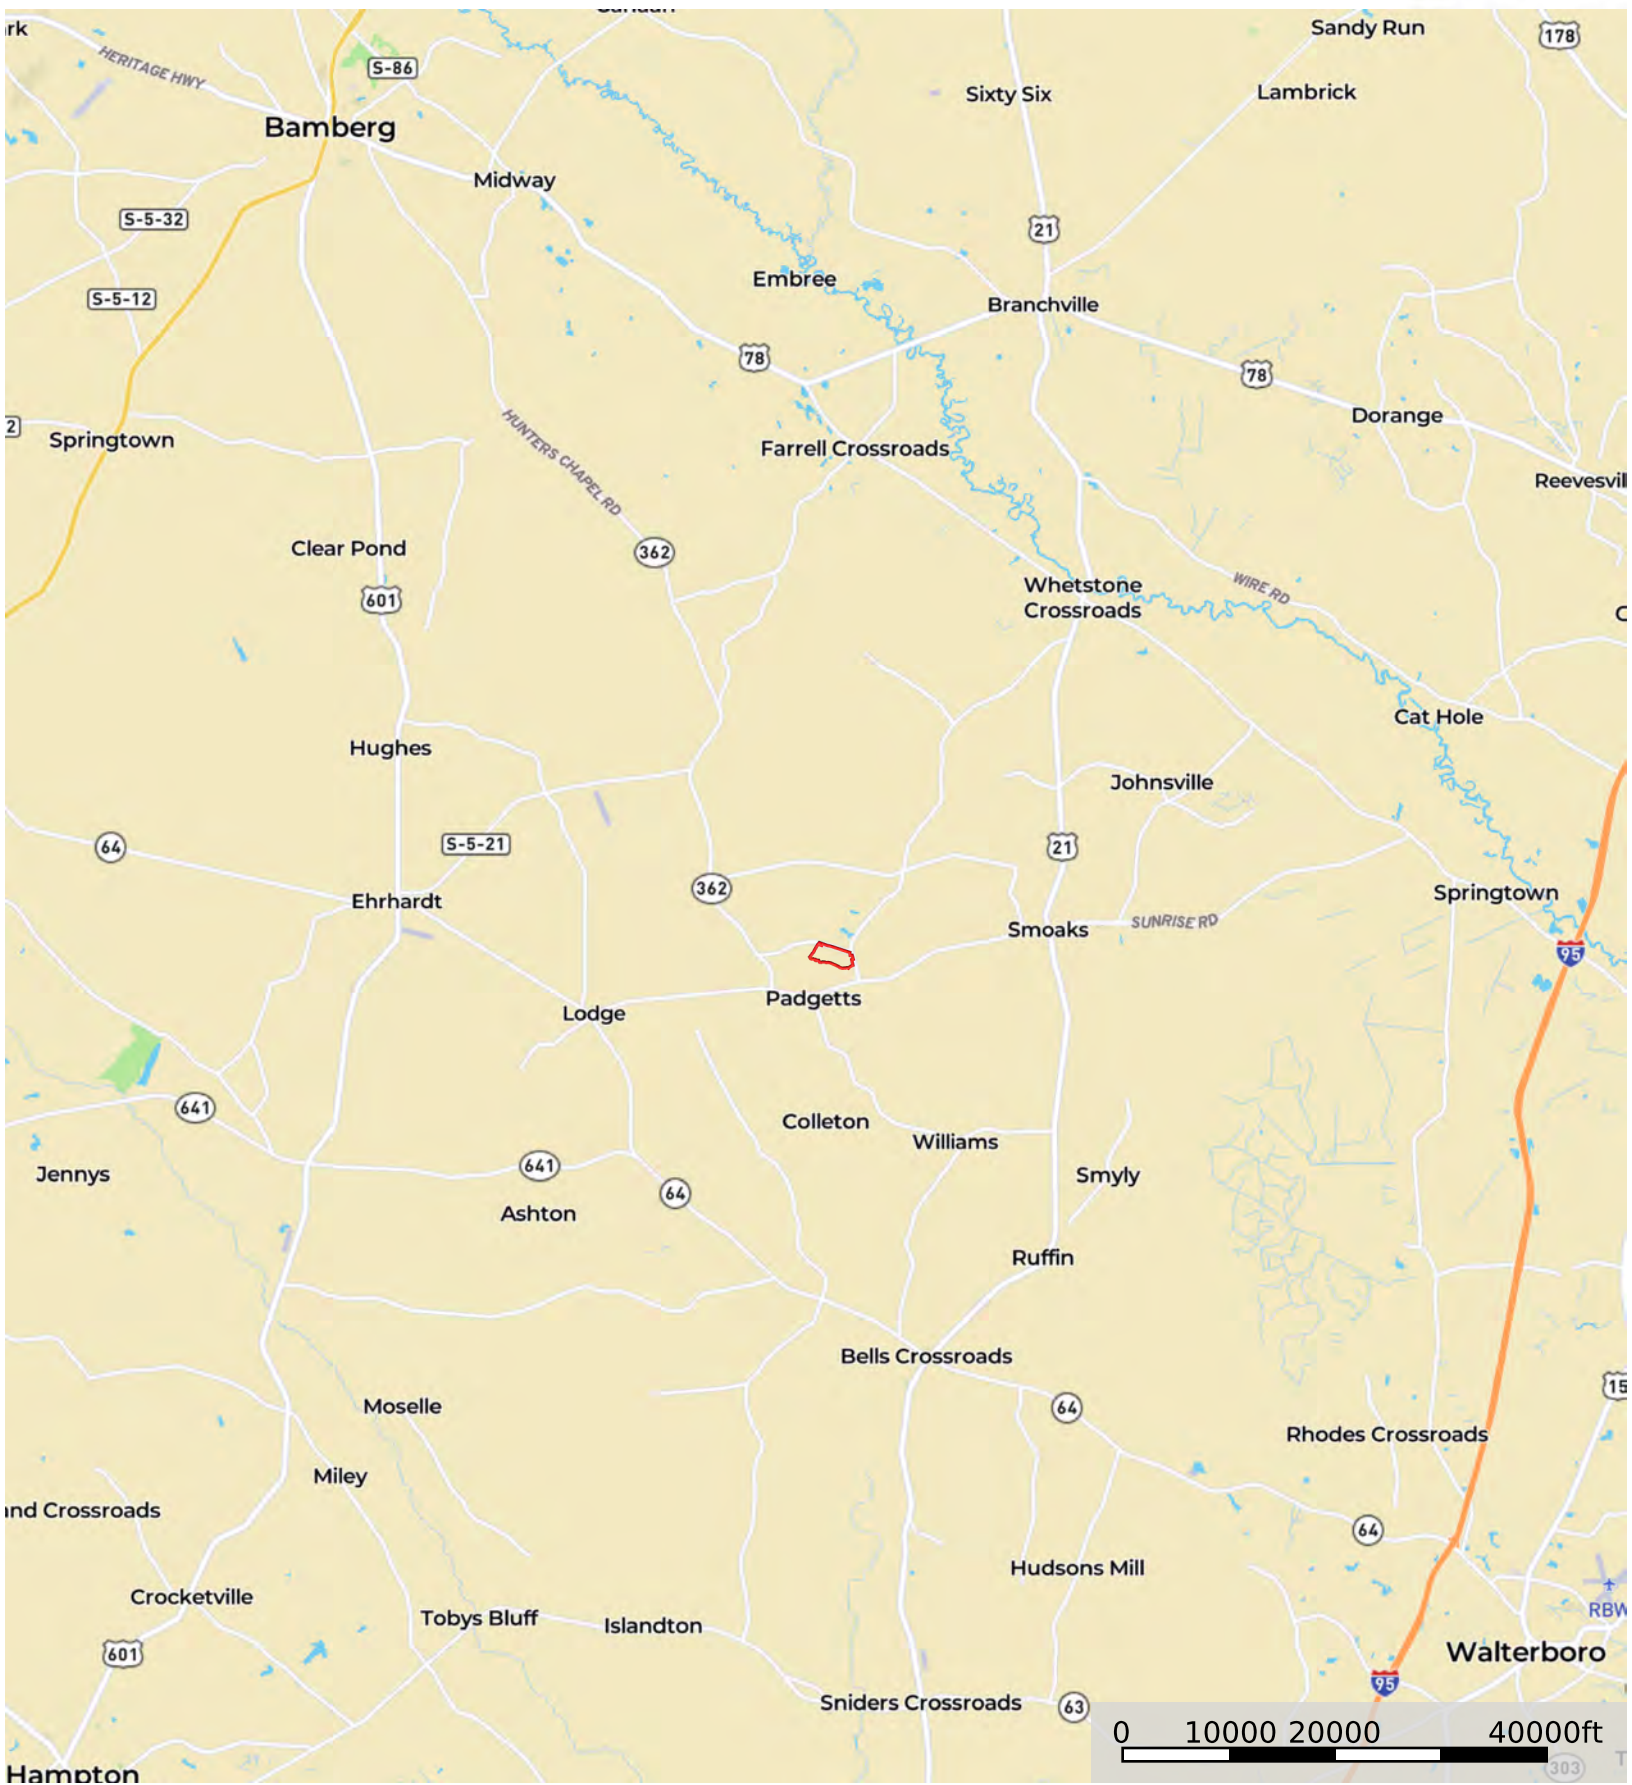 Sandy Run
178
HERITAGE HWY
S-86
Sixty Six
Lambrick
Bamberg
Midway
S-5-32
21
Embree
S-5-12
Branchville
78
78
Dorange
2
Springtown
HUNTERS CHAPEL RD
Farrell Crossroads
Reevesvil
Clear Pond
362
WIRE RD
Whetstone
Crossroads
601
Cat Hole
Hughes
Johnsville
64
S-5-21
21
362
Springtown
Ehrhardt
Smoaks
SUNRISE RD
95
Padgetts
Lodge
641
Colleton
Williams
641
Jennys
Smyly
64
Ashton
Ruffin
Bells Crossroads
15
Moselle
64
Rhodes Crossroads
Miley
nd Crossroads
64
Hudsons Mill
Crocketville
RBW
Tobys Bluff
Islandton
601
Walterboro
95
Sniders Crossroads
63
0 10000 20000 40000ft
303
Hampton